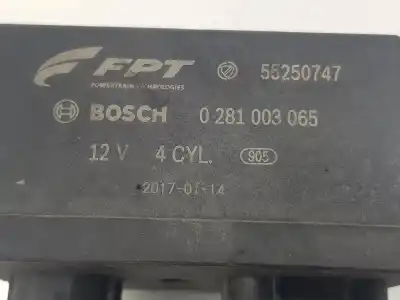 FPT 55250747
POWERTRAIN TECHNOLOGIES
BOSCH 0 281 003 065
12 V 4 CYL. 905
2017-01-14